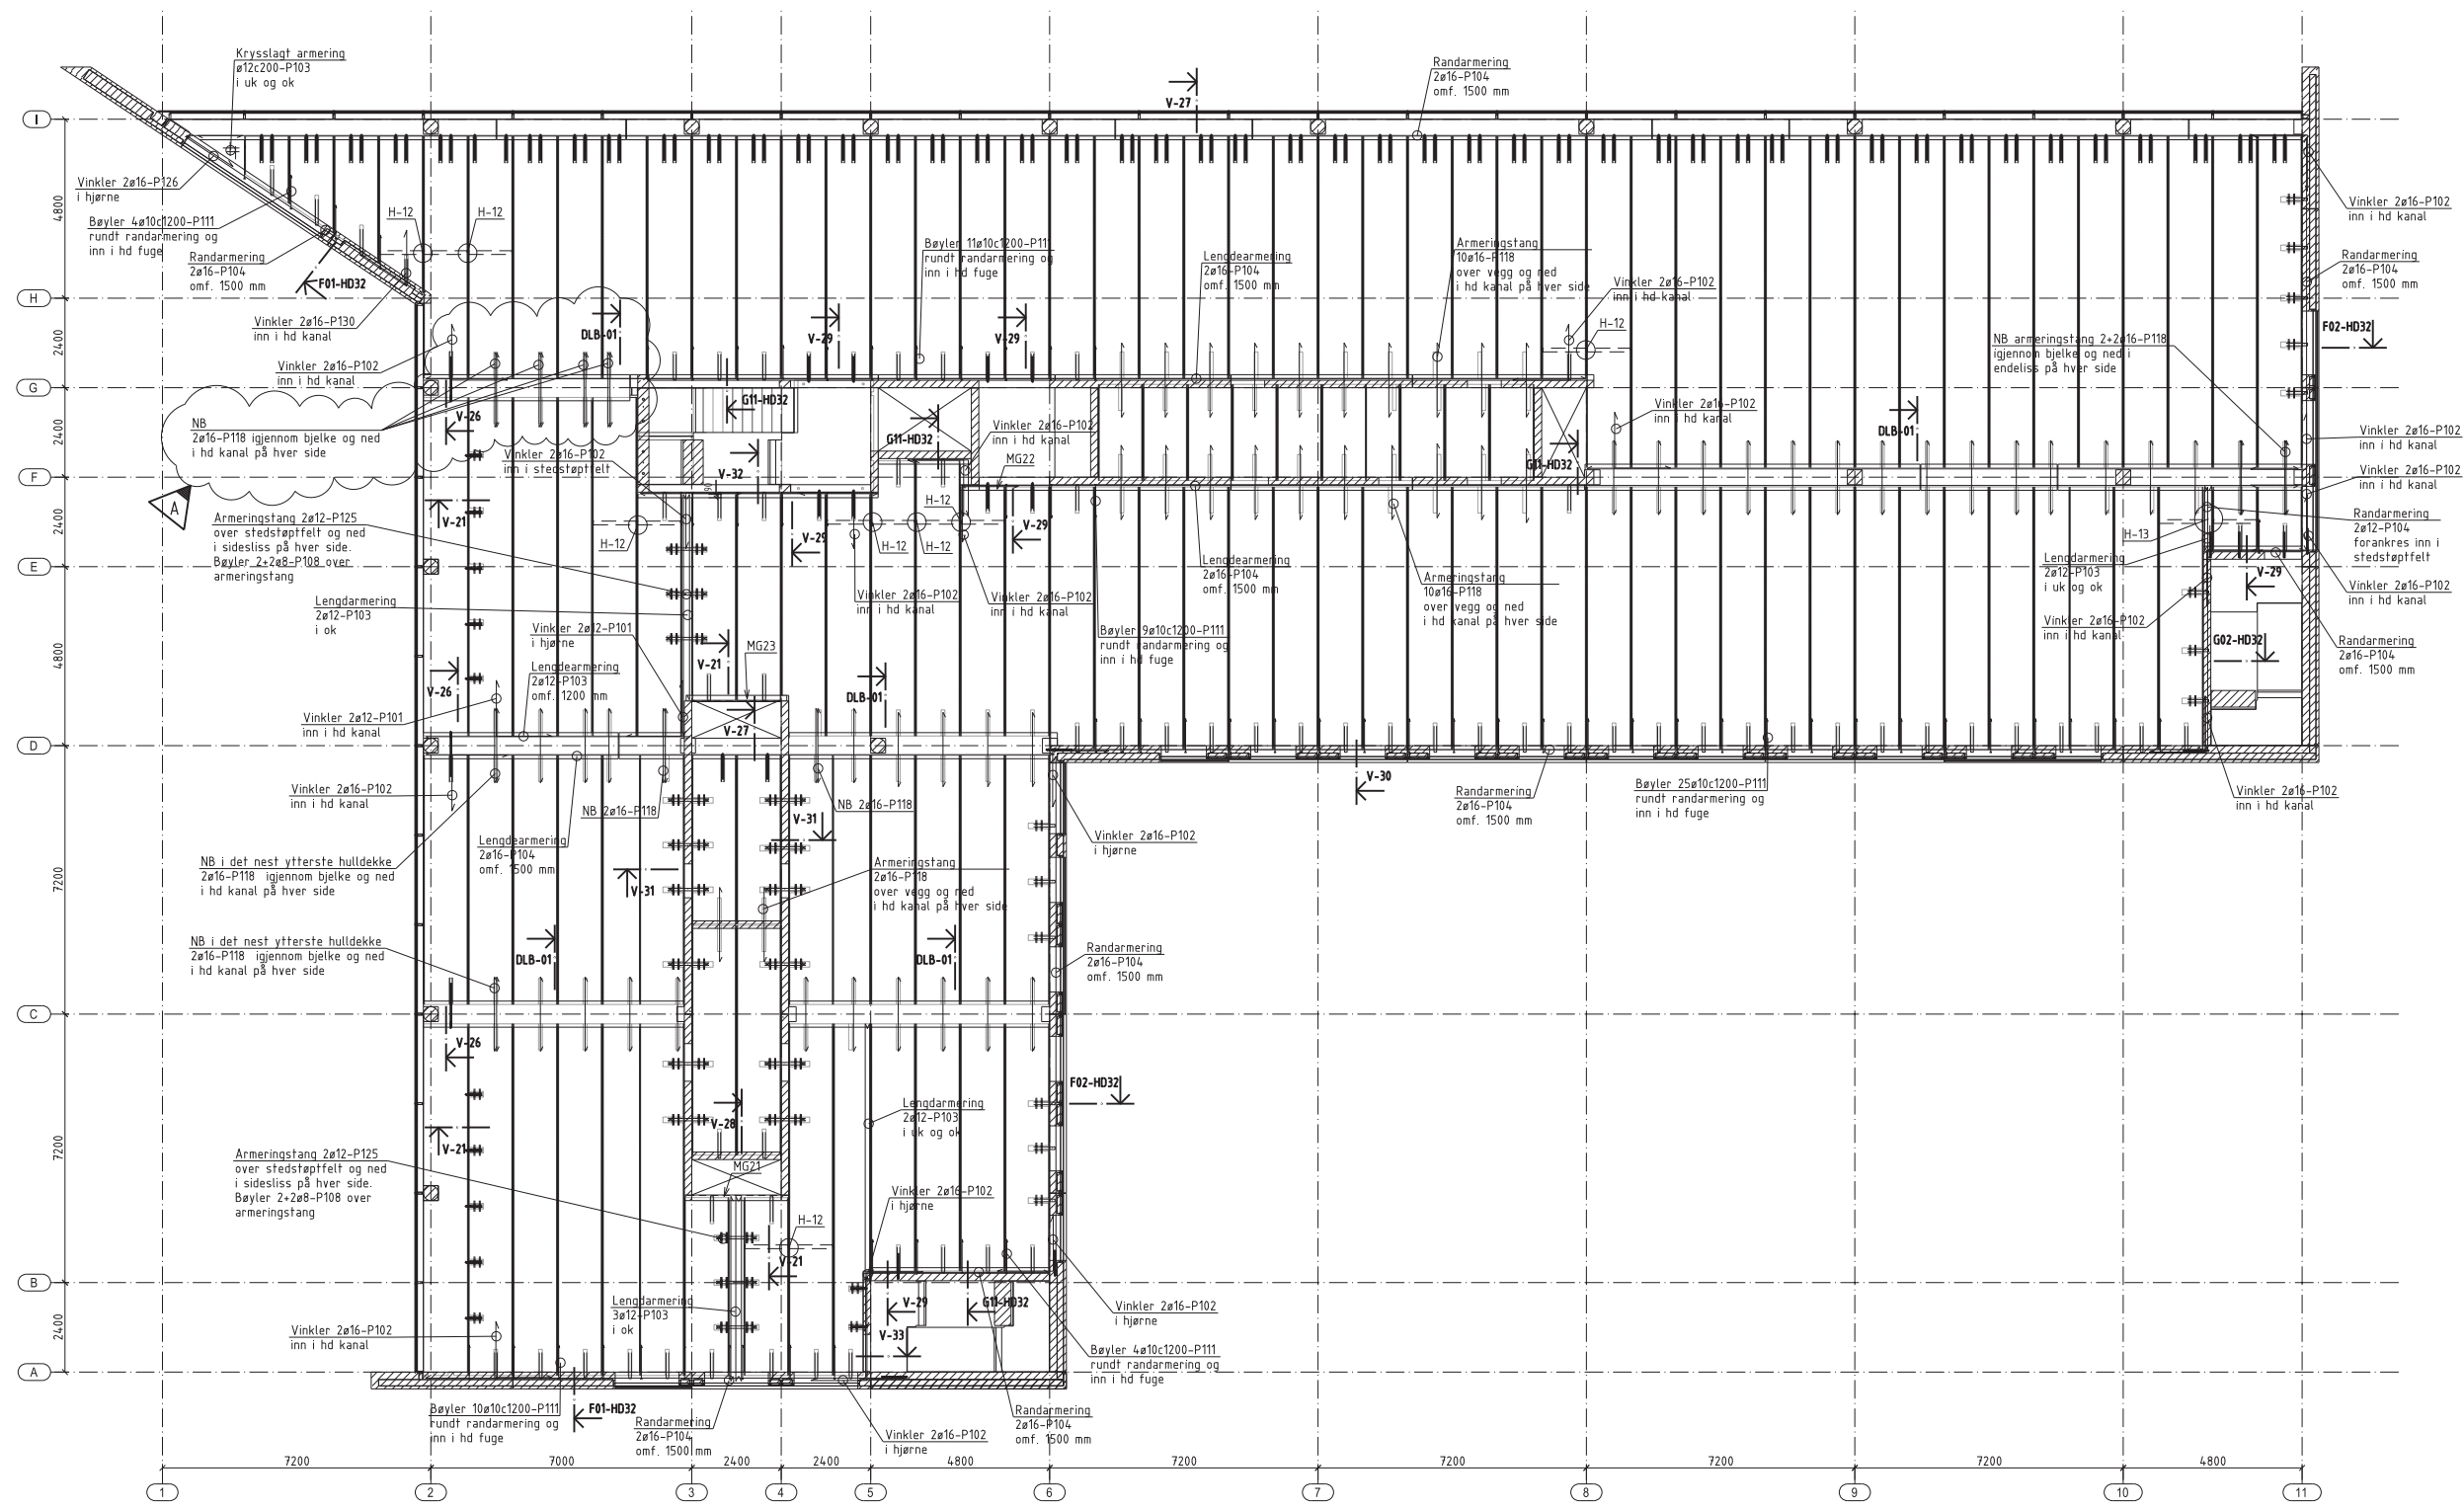 Krysslagt armering
ø12c200-P103
i uk og ok
Randarmering
2ø16-P104
omf. 1500 mm
V-27
I
Vinkler 2ø16-P126
i hjørne
Bøyler 4ø10c1200-P111
rundt randarmering og
inn i hd fuge
Randarmering
2ø16-P104
omf. 1500 mm
F01-HD32
H-12
H-12
Bøyler 11ø10c1200-P111
rundt randarmering og
inn i hd fuge
Lengdearmering
2ø16-P104
omf. 1500 mm
Armeringstang
10ø16-P118
over vegg og ned
i hd kanal på hver side
Vinkler 2ø16-P102
inn i hd kanal
H-12
Vinkler 2ø16-P102
inn i hd kanal
Randarmering
2ø16-P104
omf. 1500 mm
4800
H
Vinkler 2ø16-P130
inn i hd kanal
DLB-01
V-29
V-29
F02-HD32
NB armeringstang 2+2ø16-P118
igjennom bjelke og ned i
endeliss på hver side
2400
Vinkler 2ø16-P102
inn i hd kanal
G
NB
2ø16-P118 igjennom bjelke og ned
i hd kanal på hver side
V-26
G11-HD32
G11-HD32
Vinkler 2ø16-P102
inn i hd kanal
MG22
Vinkler 2ø16-P102
inn i hd kanal
G11-HD32
DLB-01
Vinkler 2ø16-P102
inn i hd kanal
2400
Vinkler 2ø16-P102
inn i stedstøptfelt
V-32
90
F
Vinkler 2ø16-P102
inn i hd kanal
A
V-21
Armeringstang 2ø12-P125
over stedstøptfelt og ned
i sidesliss på hver side.
Bøyler 2+2ø8-P108 over
armeringstang
H-12
V-29
H-12
H-12
H-12
V-29
H-13
Randarmering
2ø12-P104
forankres inn i
stedstøptfelt
2400
E
Lengdearmering
2ø16-P104
omf. 1500 mm
Armeringstang
10ø16-P118
over vegg og ned
i hd kanal på hver side
Lengdearmering
2ø12-P103
i uk og ok
V-29
Vinkler 2ø16-P102
inn i hd kanal
Lengdarmering
2ø12-P103
i ok
Vinkler 2ø16-P102
inn i hd kanal
Vinkler 2ø16-P102
inn i hd kanal
Vinkler 2ø16-P102
inn i hd kanal
Vinkler 2ø12-P101
i hjørne
Bøyler 9ø10c1200-P111
rundt randarmering og
inn i hd fuge
G02-HD32
Randarmering
2ø16-P104
omf. 1500 mm
4800
V-26
Lengdearmering
2ø12-P103
omf. 1200 mm
V-21
MG23
DLB-01
Vinkler 2ø12-P101
inn i hd kanal
V-27
D
Vinkler 2ø16-P102
inn i hd kanal
NB 2ø16-P118
NB 2ø16-P118
V-31
V-30
Randarmering
2ø16-P104
omf. 1500 mm
Bøyler 25ø10c1200-P111
rundt randarmering og
inn i hd fuge
Vinkler 2ø16-P102
inn i hd kanal
Vinkler 2ø16-P102
i hjørne
Lengdearmering
2ø16-P104
omf. 1500 mm
NB i det nest ytterste hulldekke
2ø16-P118 igjennom bjelke og ned
i hd kanal på hver side
V-31
Armeringstang
2ø16-P118
over vegg og ned
i hd kanal på hver side
7200
NB i det nest ytterste hulldekke
2ø16-P118 igjennom bjelke og ned
i hd kanal på hver side
DLB-01
DLB-01
Randarmering
2ø16-P104
omf. 1500 mm
C
V-26
F02-HD32
Lengdarmering
2ø12-P103
i uk og ok
V-28
V-21
7200
Armeringstang 2ø12-P125
over stedstøptfelt og ned
i sidesliss på hver side.
Bøyler 2+2ø8-P108 over
armeringstang
MG21
Vinkler 2ø16-P102
i hjørne
H-12
V-21
B
Lengdarmering
3ø12-P103
i ok
V-29
G11-HD32
V-33
Vinkler 2ø16-P102
i hjørne
2400
Vinkler 2ø16-P102
inn i hd kanal
Bøyler 4ø10c1200-P111
rundt randarmering og
inn i hd fuge
A
Bøyler 10ø10c1200-P111
rundt randarmering og
inn i hd fuge
F01-HD32
Randarmering
2ø16-P104
omf. 1500 mm
Vinkler 2ø16-P102
i hjørne
Randarmering
2ø16-P104
omf. 1500 mm
7200 7000 2400 2400 4800 7200 7200 7200 7200 4800
1 2 3 4 5 6 7 8 9 10 11